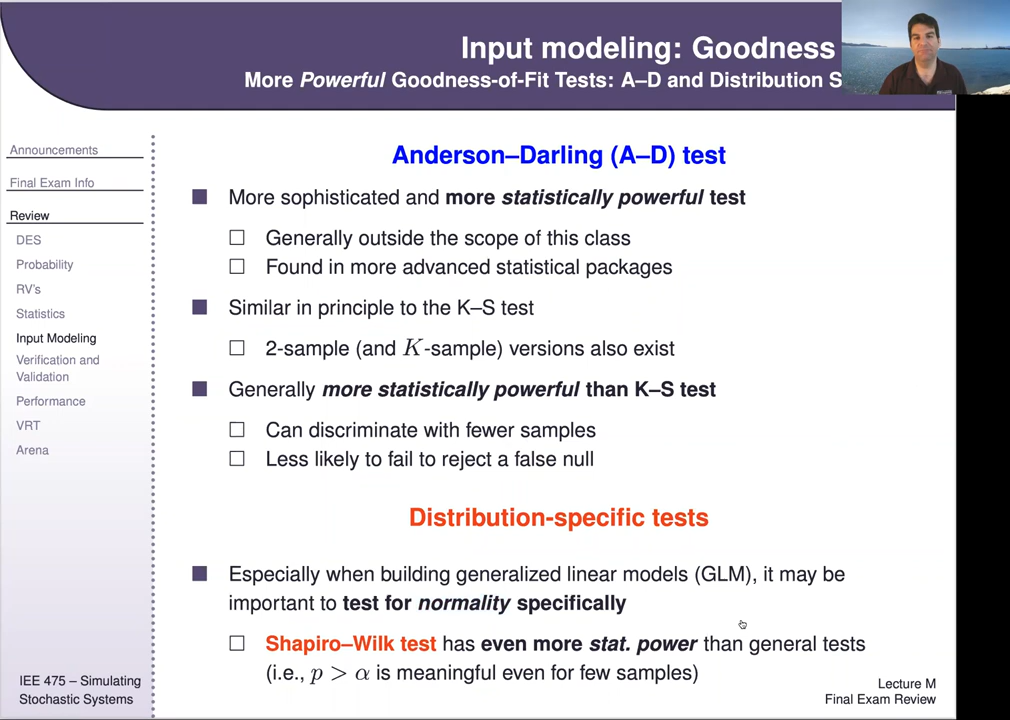 Input modeling: Goodness
More Powerful Goodness-of-Fit Tests: A–D and Distribution S
Announcements
Final Exam Info
Review
DES
Probability
RV's
Statistics
Input Modeling
Verification and
Validation
Performance
VRT
Arena
IEE 475 – Simulating
Stochastic Systems
Anderson–Darling (A–D) test
More sophisticated and more statistically powerful test
Generally outside the scope of this class
Found in more advanced statistical packages
Similar in principle to the K–S test
2-sample (and K-sample) versions also exist
Generally more statistically powerful than K–S test
Can discriminate with fewer samples
Less likely to fail to reject a false null
Distribution-specific tests
Especially when building generalized linear models (GLM), it may be
important to test for normality specifically
Shapiro–Wilk test has even more stat. power than general tests
(i.e., p > α is meaningful even for few samples)
Lecture M
Final Exam Review